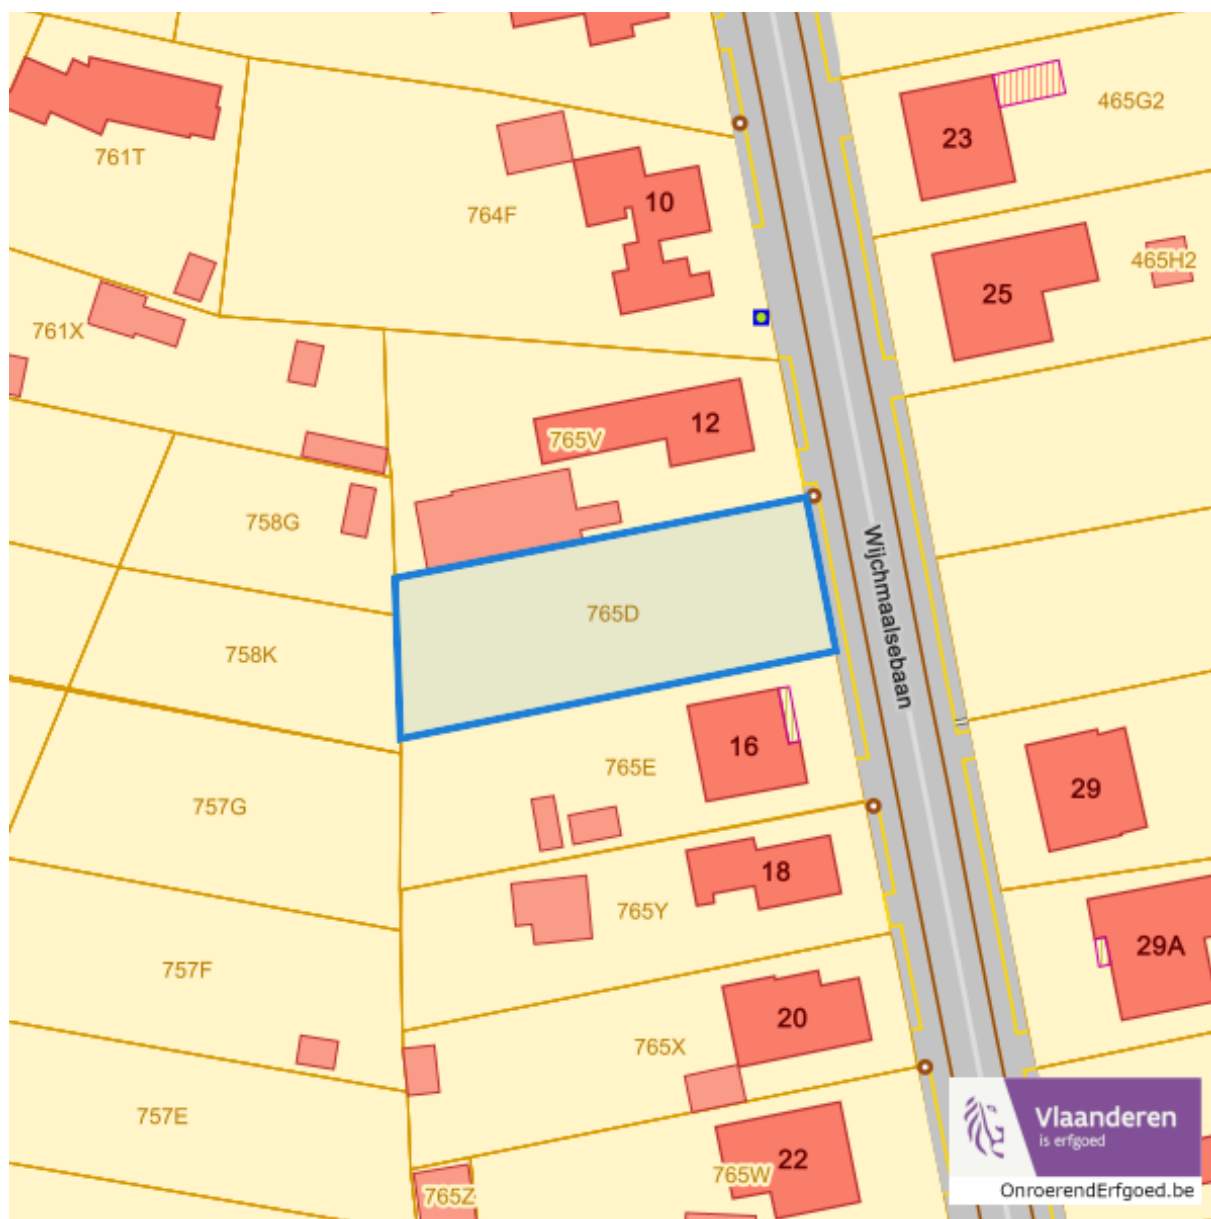 23
465G2
761T
10
764F
465H2
25
761X
12
765V
758G
Wijchmaalsebaan
765D
758K
16
765E
29
757G
18
765Y
29A
757F
20
765X
757E
Vlaanderen
is erfgoed
22
765W
765Z
OnroerendErfgoed.be